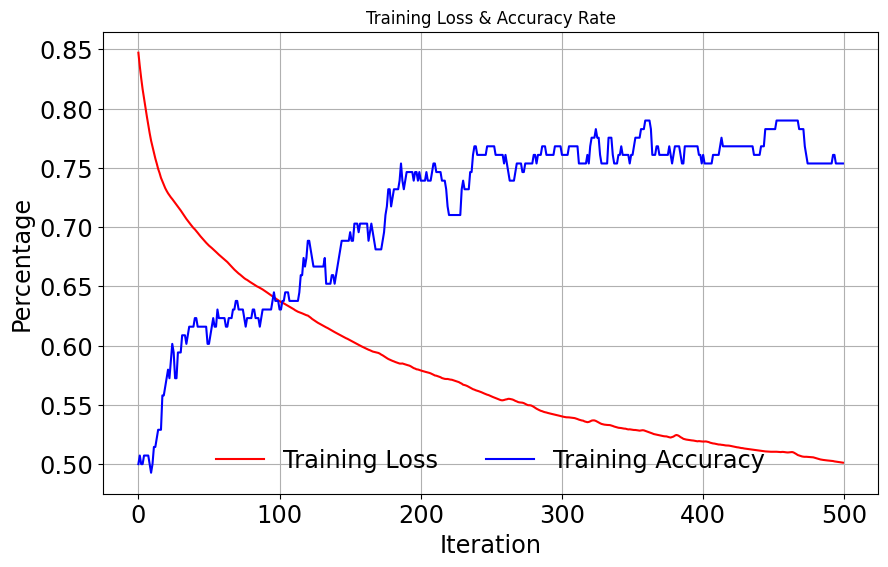 Training Loss & Accuracy Rate
0.85
0.80
0.75
0.70
0.65
0.60
0.55
0.50
Percentage
Training Loss Training Accuracy
0 100 200 300 400 500
Iteration